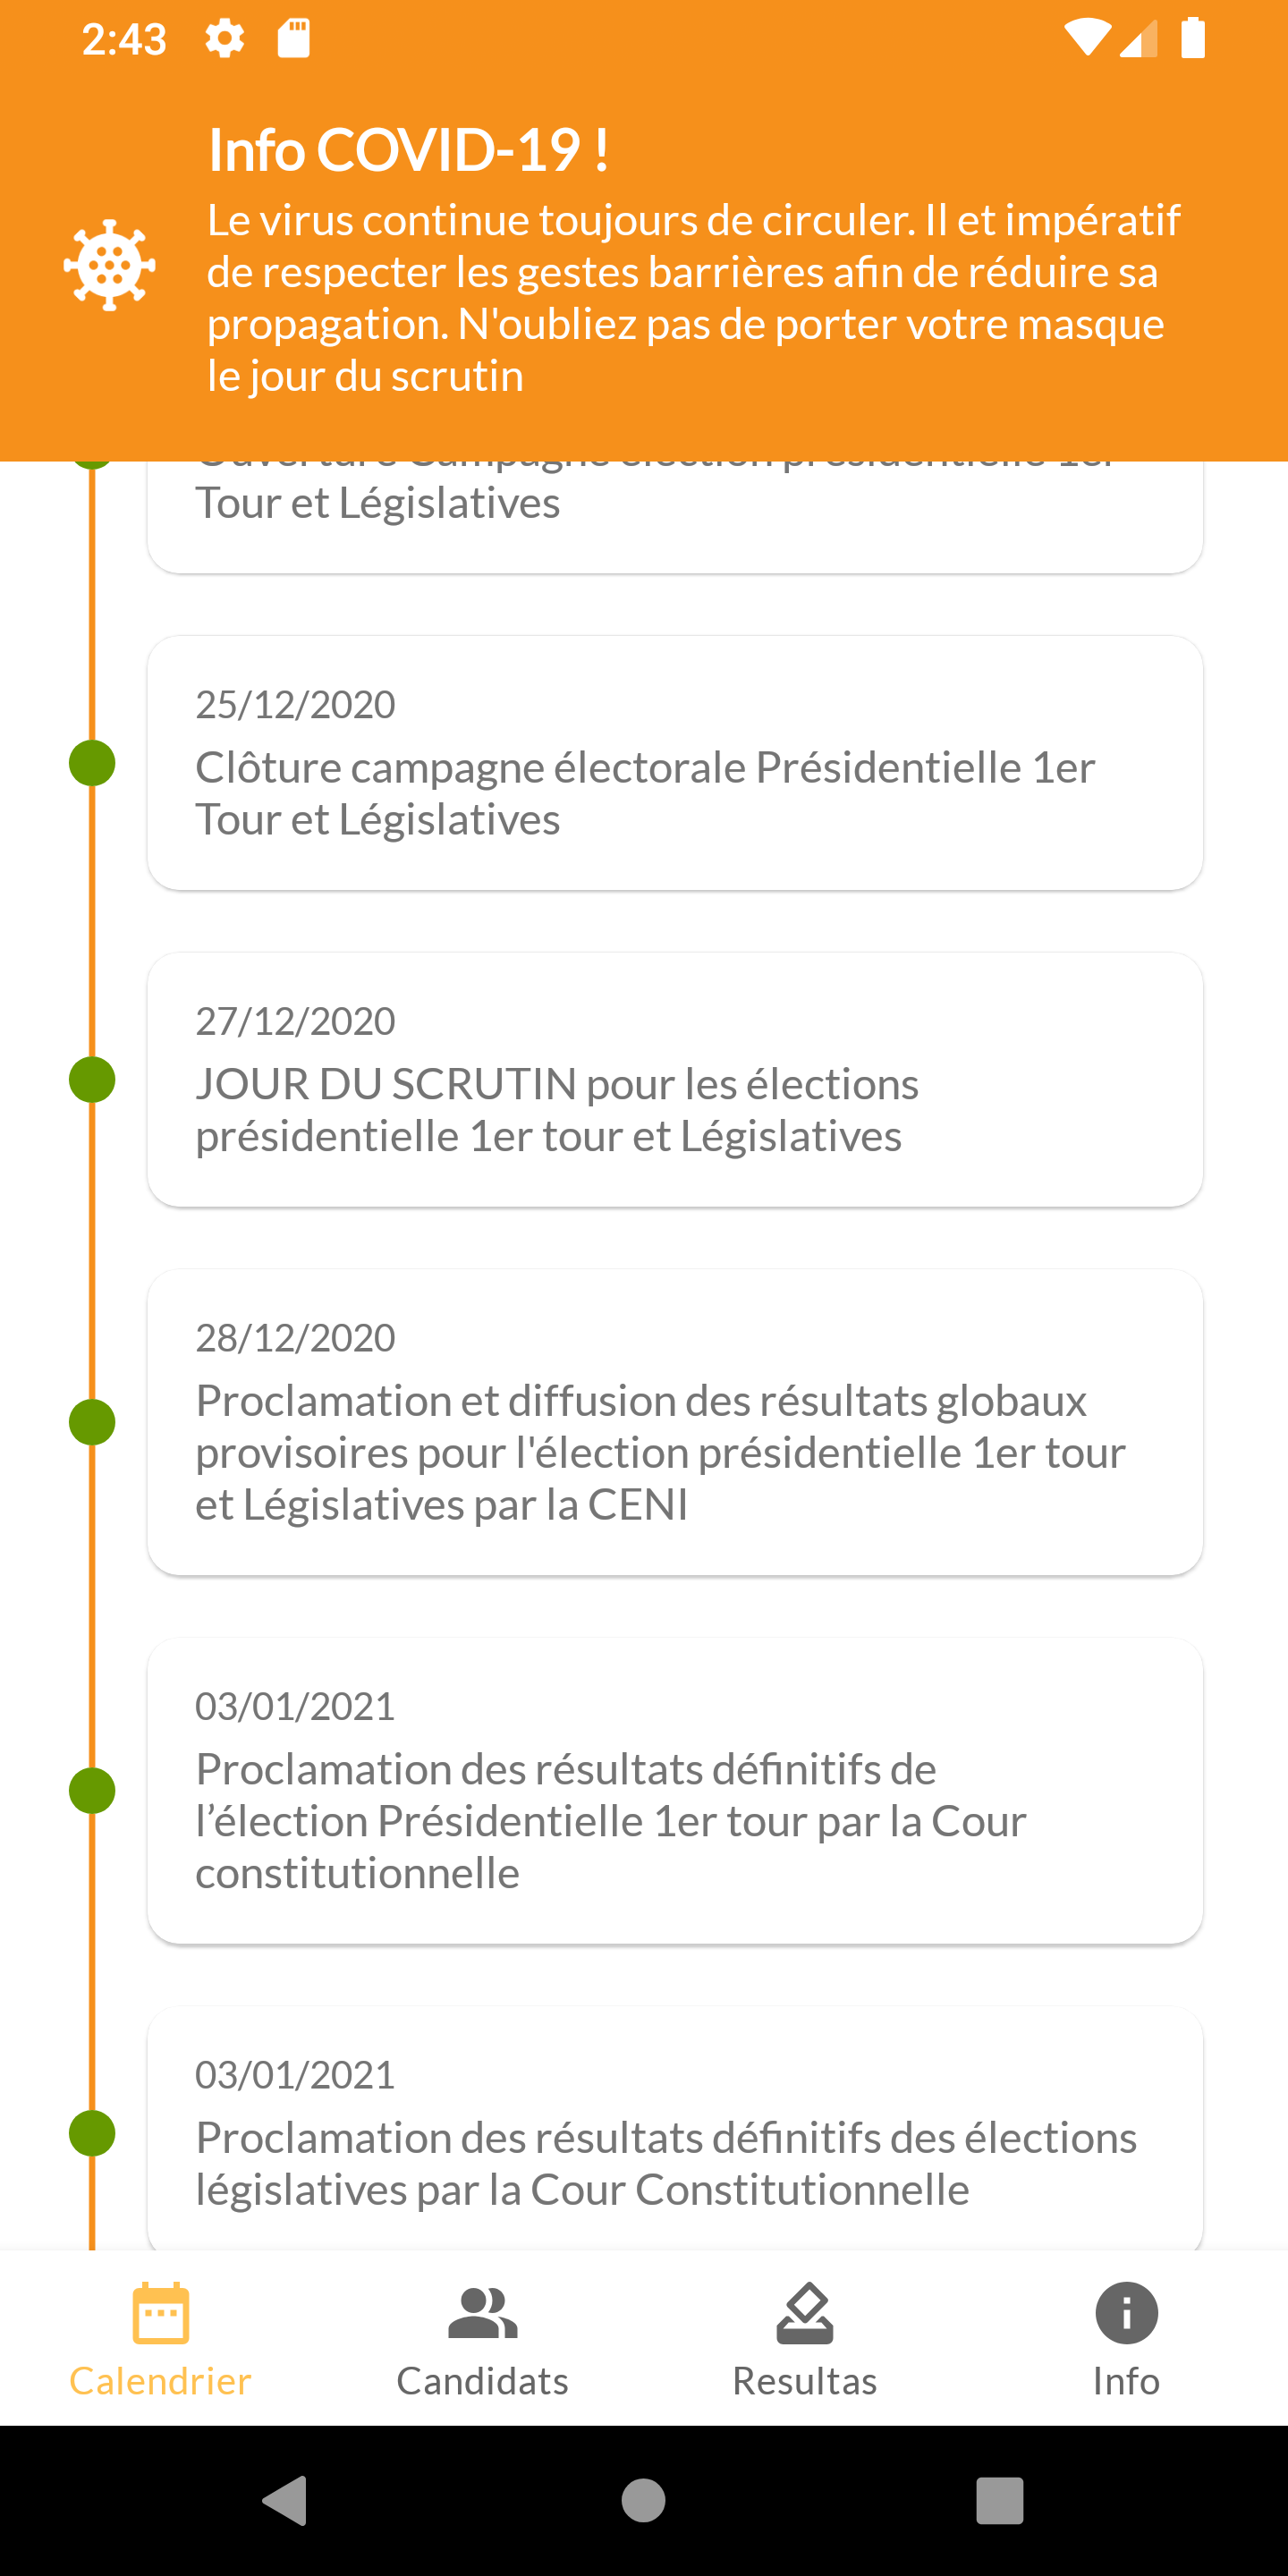 2:43
Info COVID-19 !
Le virus continue toujours de circuler. Il et impératif
de respecter les gestes barrières afin de réduire sa
propagation. N'oubliez pas de porter votre masque
le jour du scrutin
Ouverture Campagne élection présidentielle 1er
Tour et Législatives
25/12/2020
Clôture campagne électorale Présidentielle 1er
Tour et Législatives
27/12/2020
JOUR DU SCRUTIN pour les élections
présidentielle 1er tour et Législatives
28/12/2020
Proclamation et diffusion des résultats globaux
provisoires pour l'élection présidentielle 1er tour
et Législatives par la CENI
03/01/2021
Proclamation des résultats définitifs de
l’élection Présidentielle 1er tour par la Cour
constitutionnelle
03/01/2021
Proclamation des résultats définitifs des élections
législatives par la Cour Constitutionnelle
Calendrier
Candidats
Resultas
Info